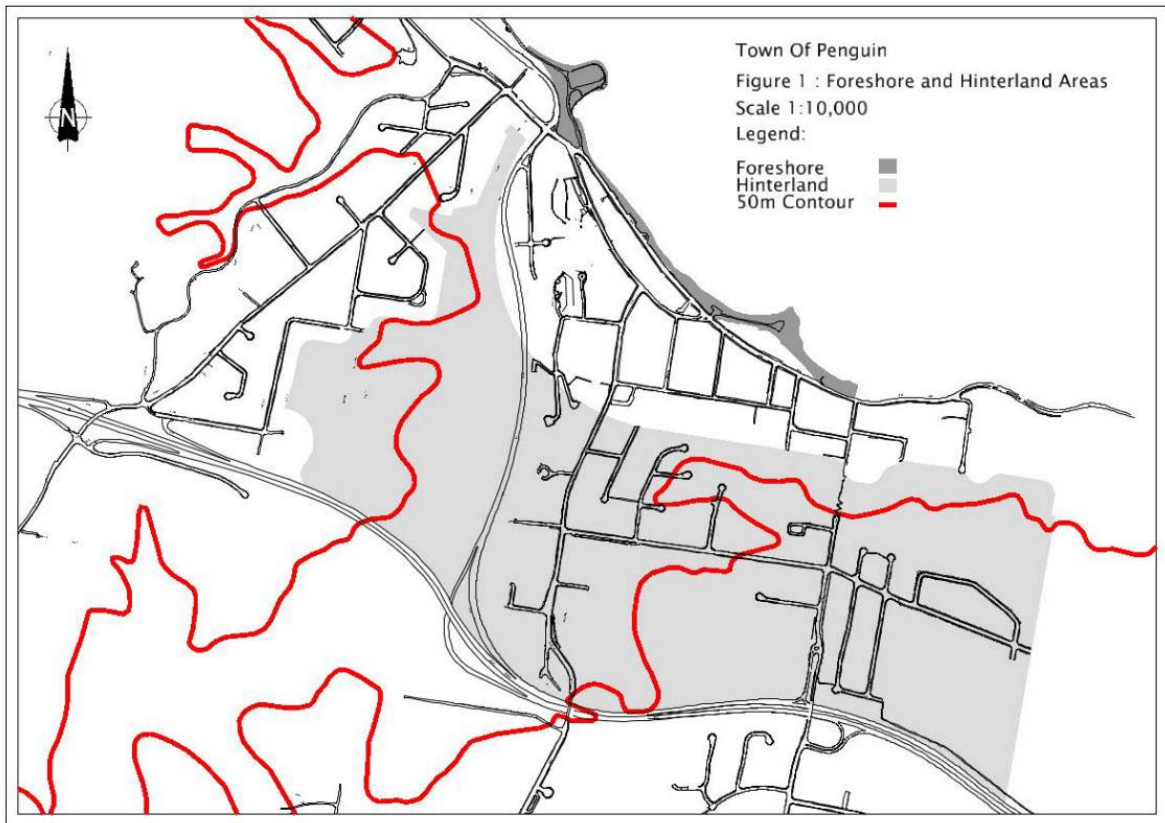 Town Of Penguin
Figure 1 : Foreshore and Hinterland Areas
Scale 1:10,000
Legend:
Foreshore
Hinterland
50m Contour
N